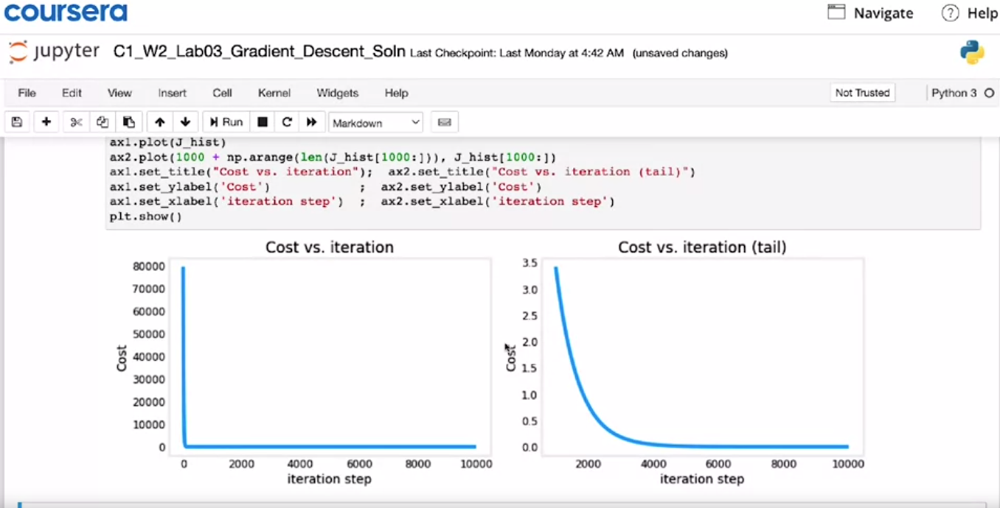 coursera
Navigate
Help
jupyter C1_W2_Lab03_Gradient_Descent_Soln Last Checkpoint: Last Monday at 4:42 AM (unsaved changes)
File Edit View Insert Cell Kernel Widgets Help Not Trusted Python 3
Run Markdown
ax1.plot(J_hist)
ax2.plot(1000 + np.arange(len(J_hist[1000:])), J_hist[1000:])
ax1.set_title("Cost vs. iteration"); ax2.set_title("Cost vs. iteration (tail)")
ax1.set_ylabel('Cost') ; ax2.set_ylabel('Cost')
ax1.set_xlabel('iteration step') ; ax2.set_xlabel('iteration step')
plt.show()
Cost vs. iteration
80000
70000
60000
50000
40000
30000
20000
10000
0
Cost
0 2000 4000 6000 8000 10000
iteration step
Cost vs. iteration (tail)
3.5
3.0
2.5
2.0
1.5
1.0
0.5
0.0
Cost
2000 4000 6000 8000 10000
iteration step